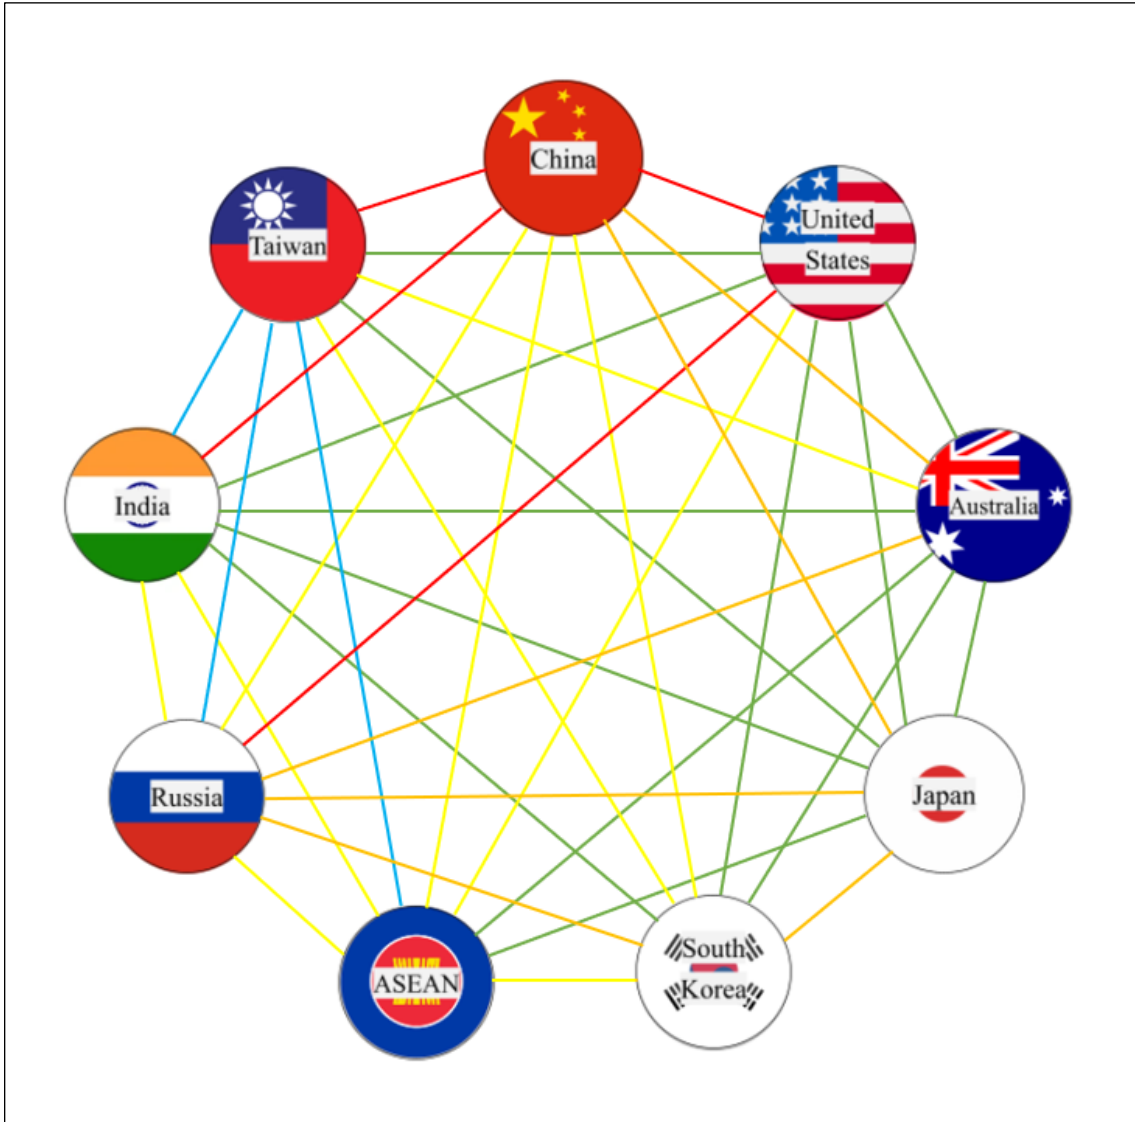 China
United
States
Taiwan
India
Australia
Russia
Japan
South
Korea
ASEAN